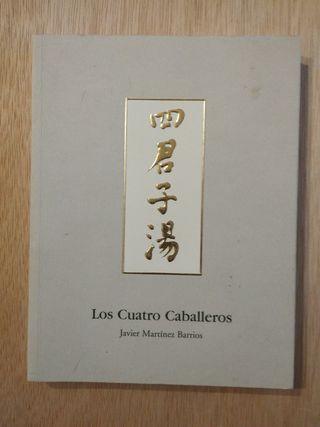 四君子湯
Los Cuatro Caballeros
Javier Martínez Barrios